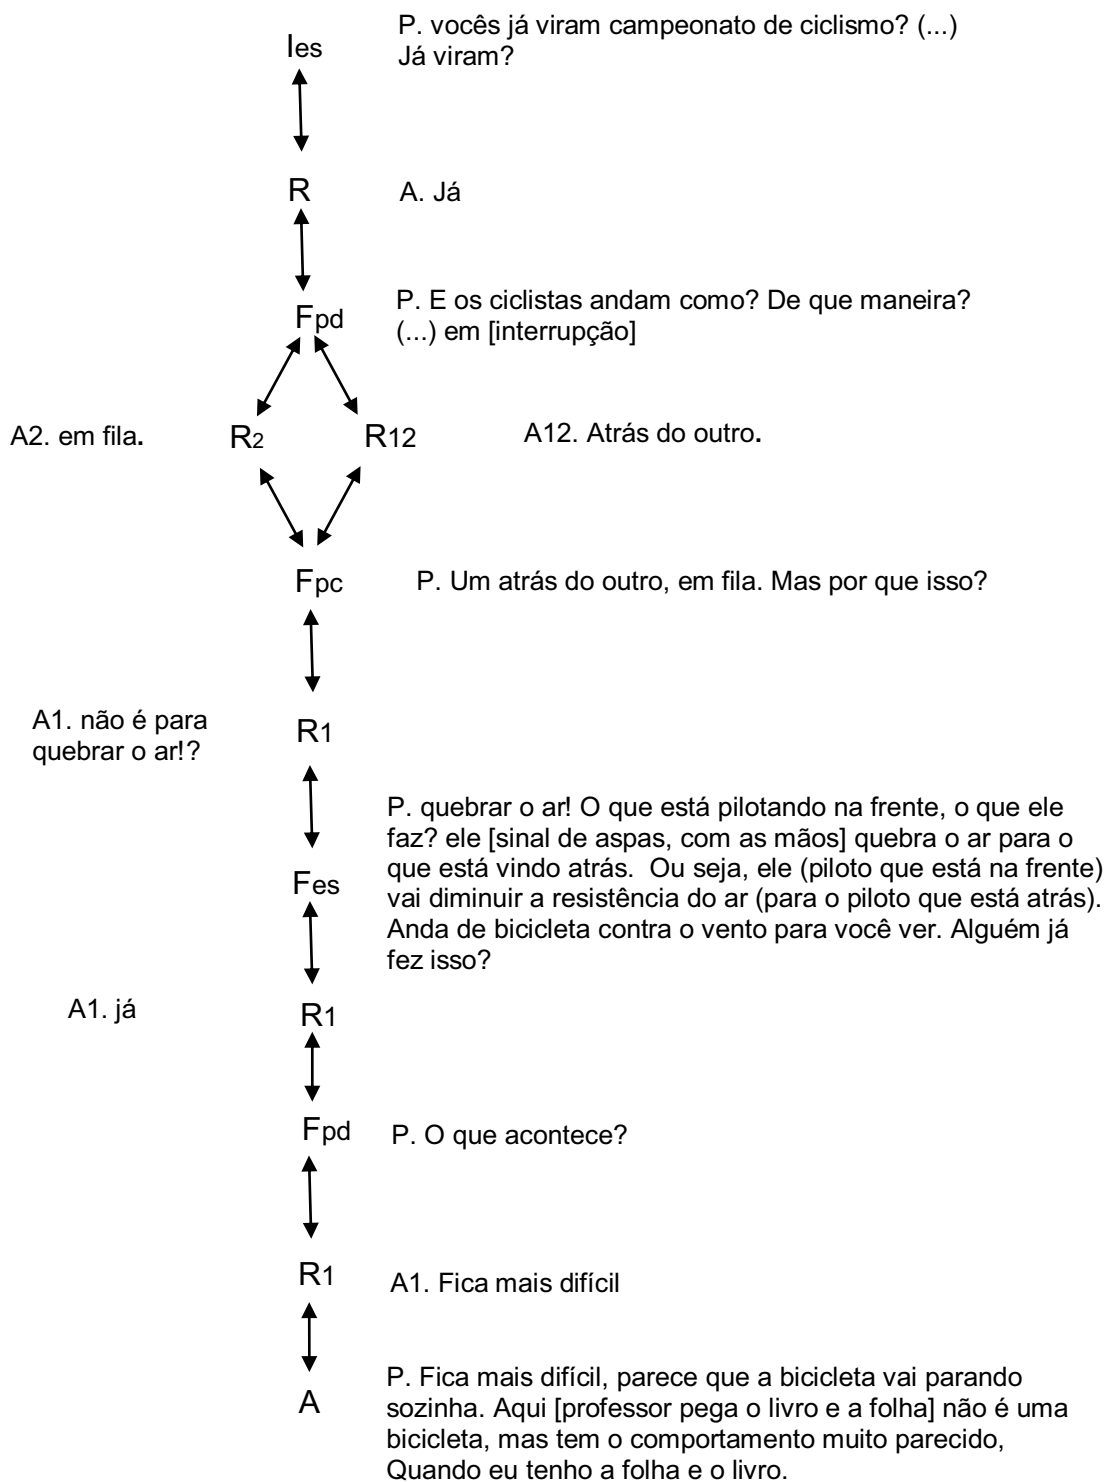 P. vocês já viram campeonato de ciclismo? (...)
Já viram?
Ies
R
A. Já
P. E os ciclistas andam como? De que maneira?
(...) em [interrupção]
Fpd
A2. em fila.
R2
R12
A12. Atrás do outro.
Fpc
P. Um atrás do outro, em fila. Mas por que isso?
A1. não é para
quebrar o ar!?
R1
P. quebrar o ar! O que está pilotando na frente, o que ele
faz? ele [sinal de aspas, com as mãos] quebra o ar para o
que está vindo atrás. Ou seja, ele (piloto que está na frente)
vai diminuir a resistência do ar (para o piloto que está atrás).
Anda de bicicleta contra o vento para você ver. Alguém já
fez isso?
Fes
A1. já
R1
Fpd
P. O que acontece?
R1
A1. Fica mais difícil
P. Fica mais difícil, parece que a bicicleta vai parando
sozinha. Aqui [professor pega o livro e a folha] não é uma
bicicleta, mas tem o comportamento muito parecido,
Quando eu tenho a folha e o livro.
A